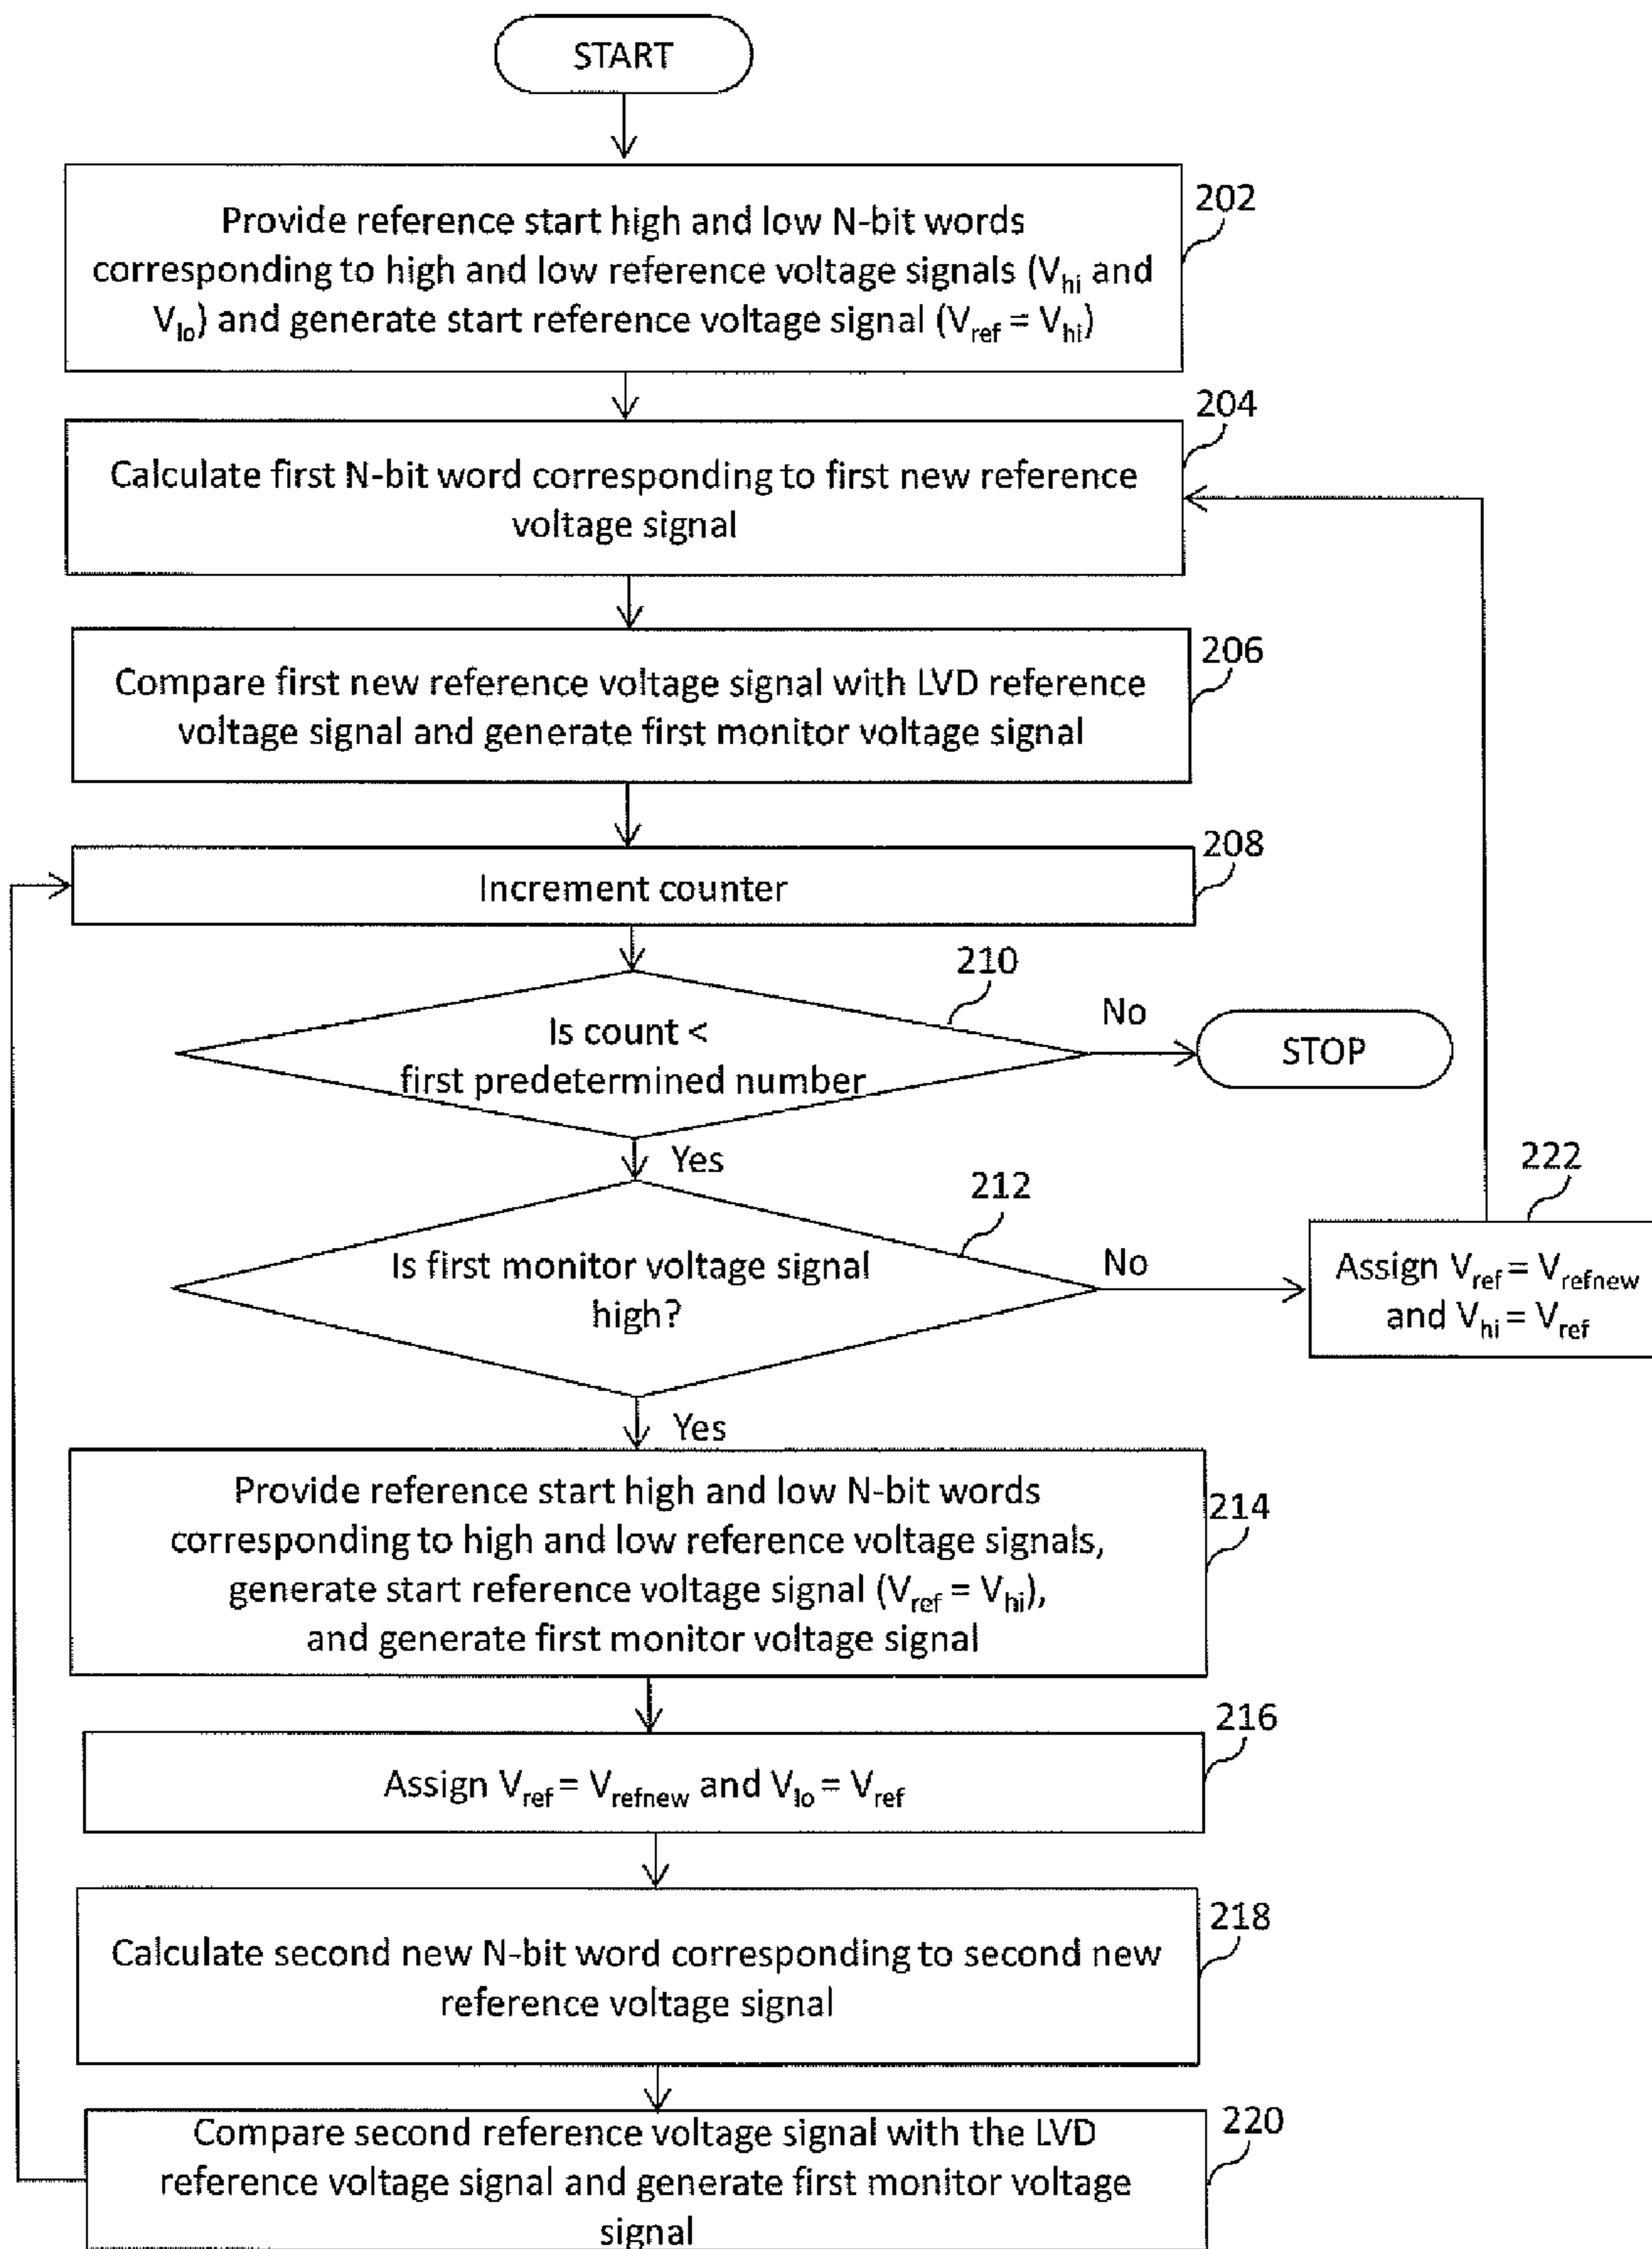 START
202
Provide reference start high and low N-bit words
corresponding to high and low reference voltage signals (Vhi and
Vlo) and generate start reference voltage signal (Vref = Vhi)
204
Calculate first N-bit word corresponding to first new reference
voltage signal
206
Compare first new reference voltage signal with LVD reference
voltage signal and generate first monitor voltage signal
208
Increment counter
210
Is count <
first predetermined number
No
STOP
Yes
212
Is first monitor voltage signal
high?
No
222
Assign Vref = Vrefnew
and Vhi = Vref
Yes
214
Provide reference start high and low N-bit words
corresponding to high and low reference voltage signals,
generate start reference voltage signal (Vref = Vhi),
and generate first monitor voltage signal
216
Assign Vref = Vrefnew and Vlo = Vref
218
Calculate second new N-bit word corresponding to second new
reference voltage signal
220
Compare second reference voltage signal with the LVD
reference voltage signal and generate first monitor voltage
signal